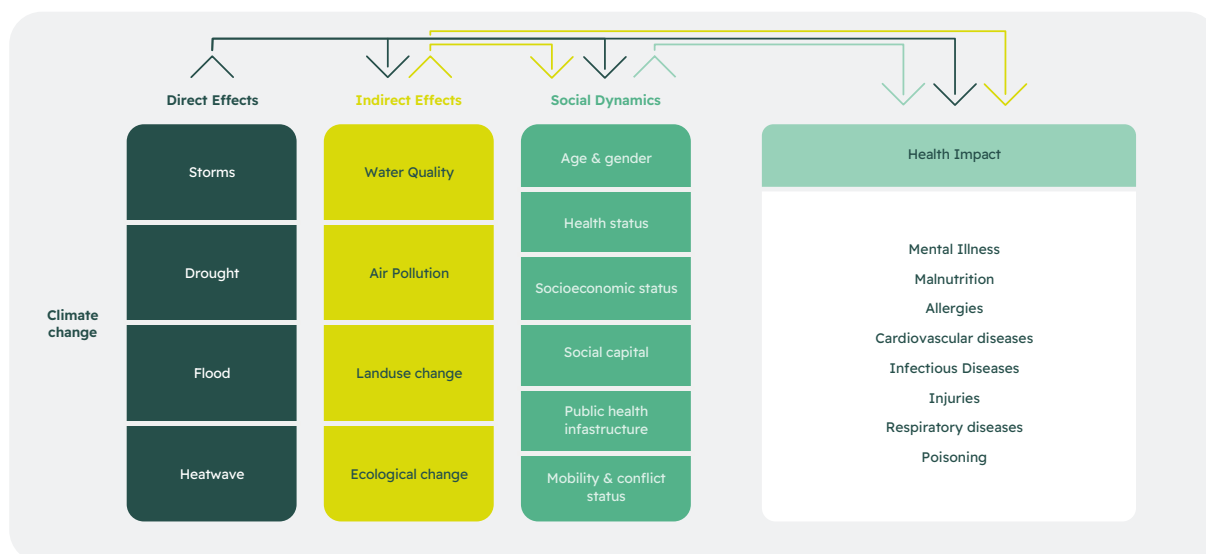 Direct Effects
Indirect Effects
Social Dynamics
Climate
change
Storms
Drought
Flood
Heatwave
Water Quality
Air Pollution
Landuse change
Ecological change
Age & gender
Health status
Socioeconomic status
Social capital
Public health
infastructure
Mobility & conflict
status
Health Impact
Mental Illness
Malnutrition
Allergies
Cardiovascular diseases
Infectious Diseases
Injuries
Respiratory diseases
Poisoning